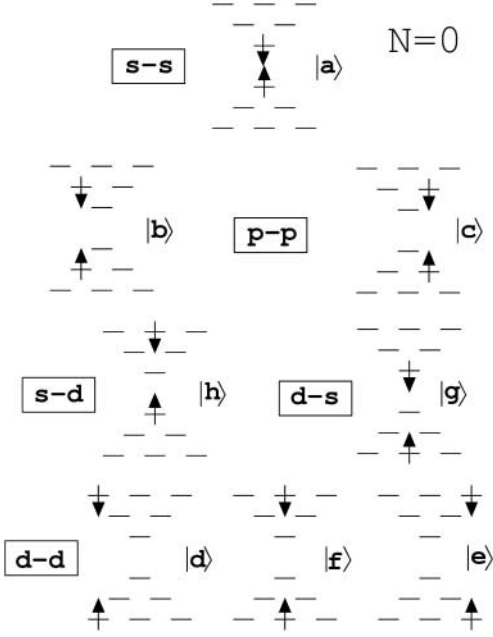 N=0
s-s |a⟩
|b⟩ p-p |c⟩
s-d |h⟩ d-s |g⟩
d-d |d⟩ |f⟩ |e⟩